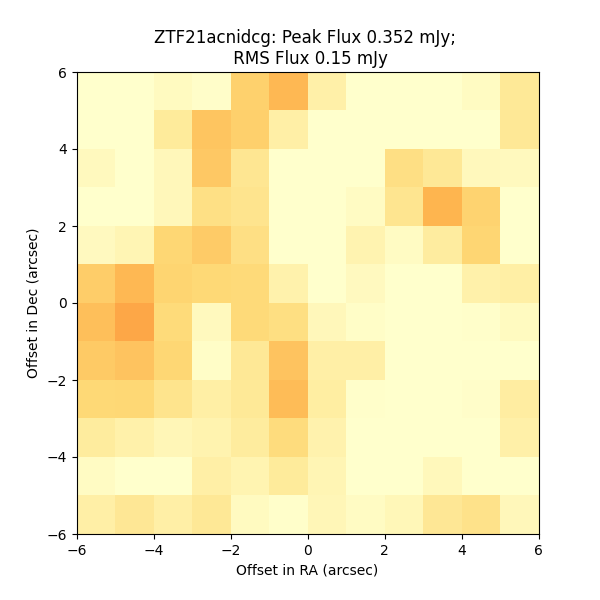 ZTF21acnidcg: Peak Flux 0.352 mJy;
RMS Flux 0.15 mJy
6
4
2
0
−2
−4
−6
Offset in Dec (arcsec)
−6 −4 −2 0 2 4 6
Offset in RA (arcsec)